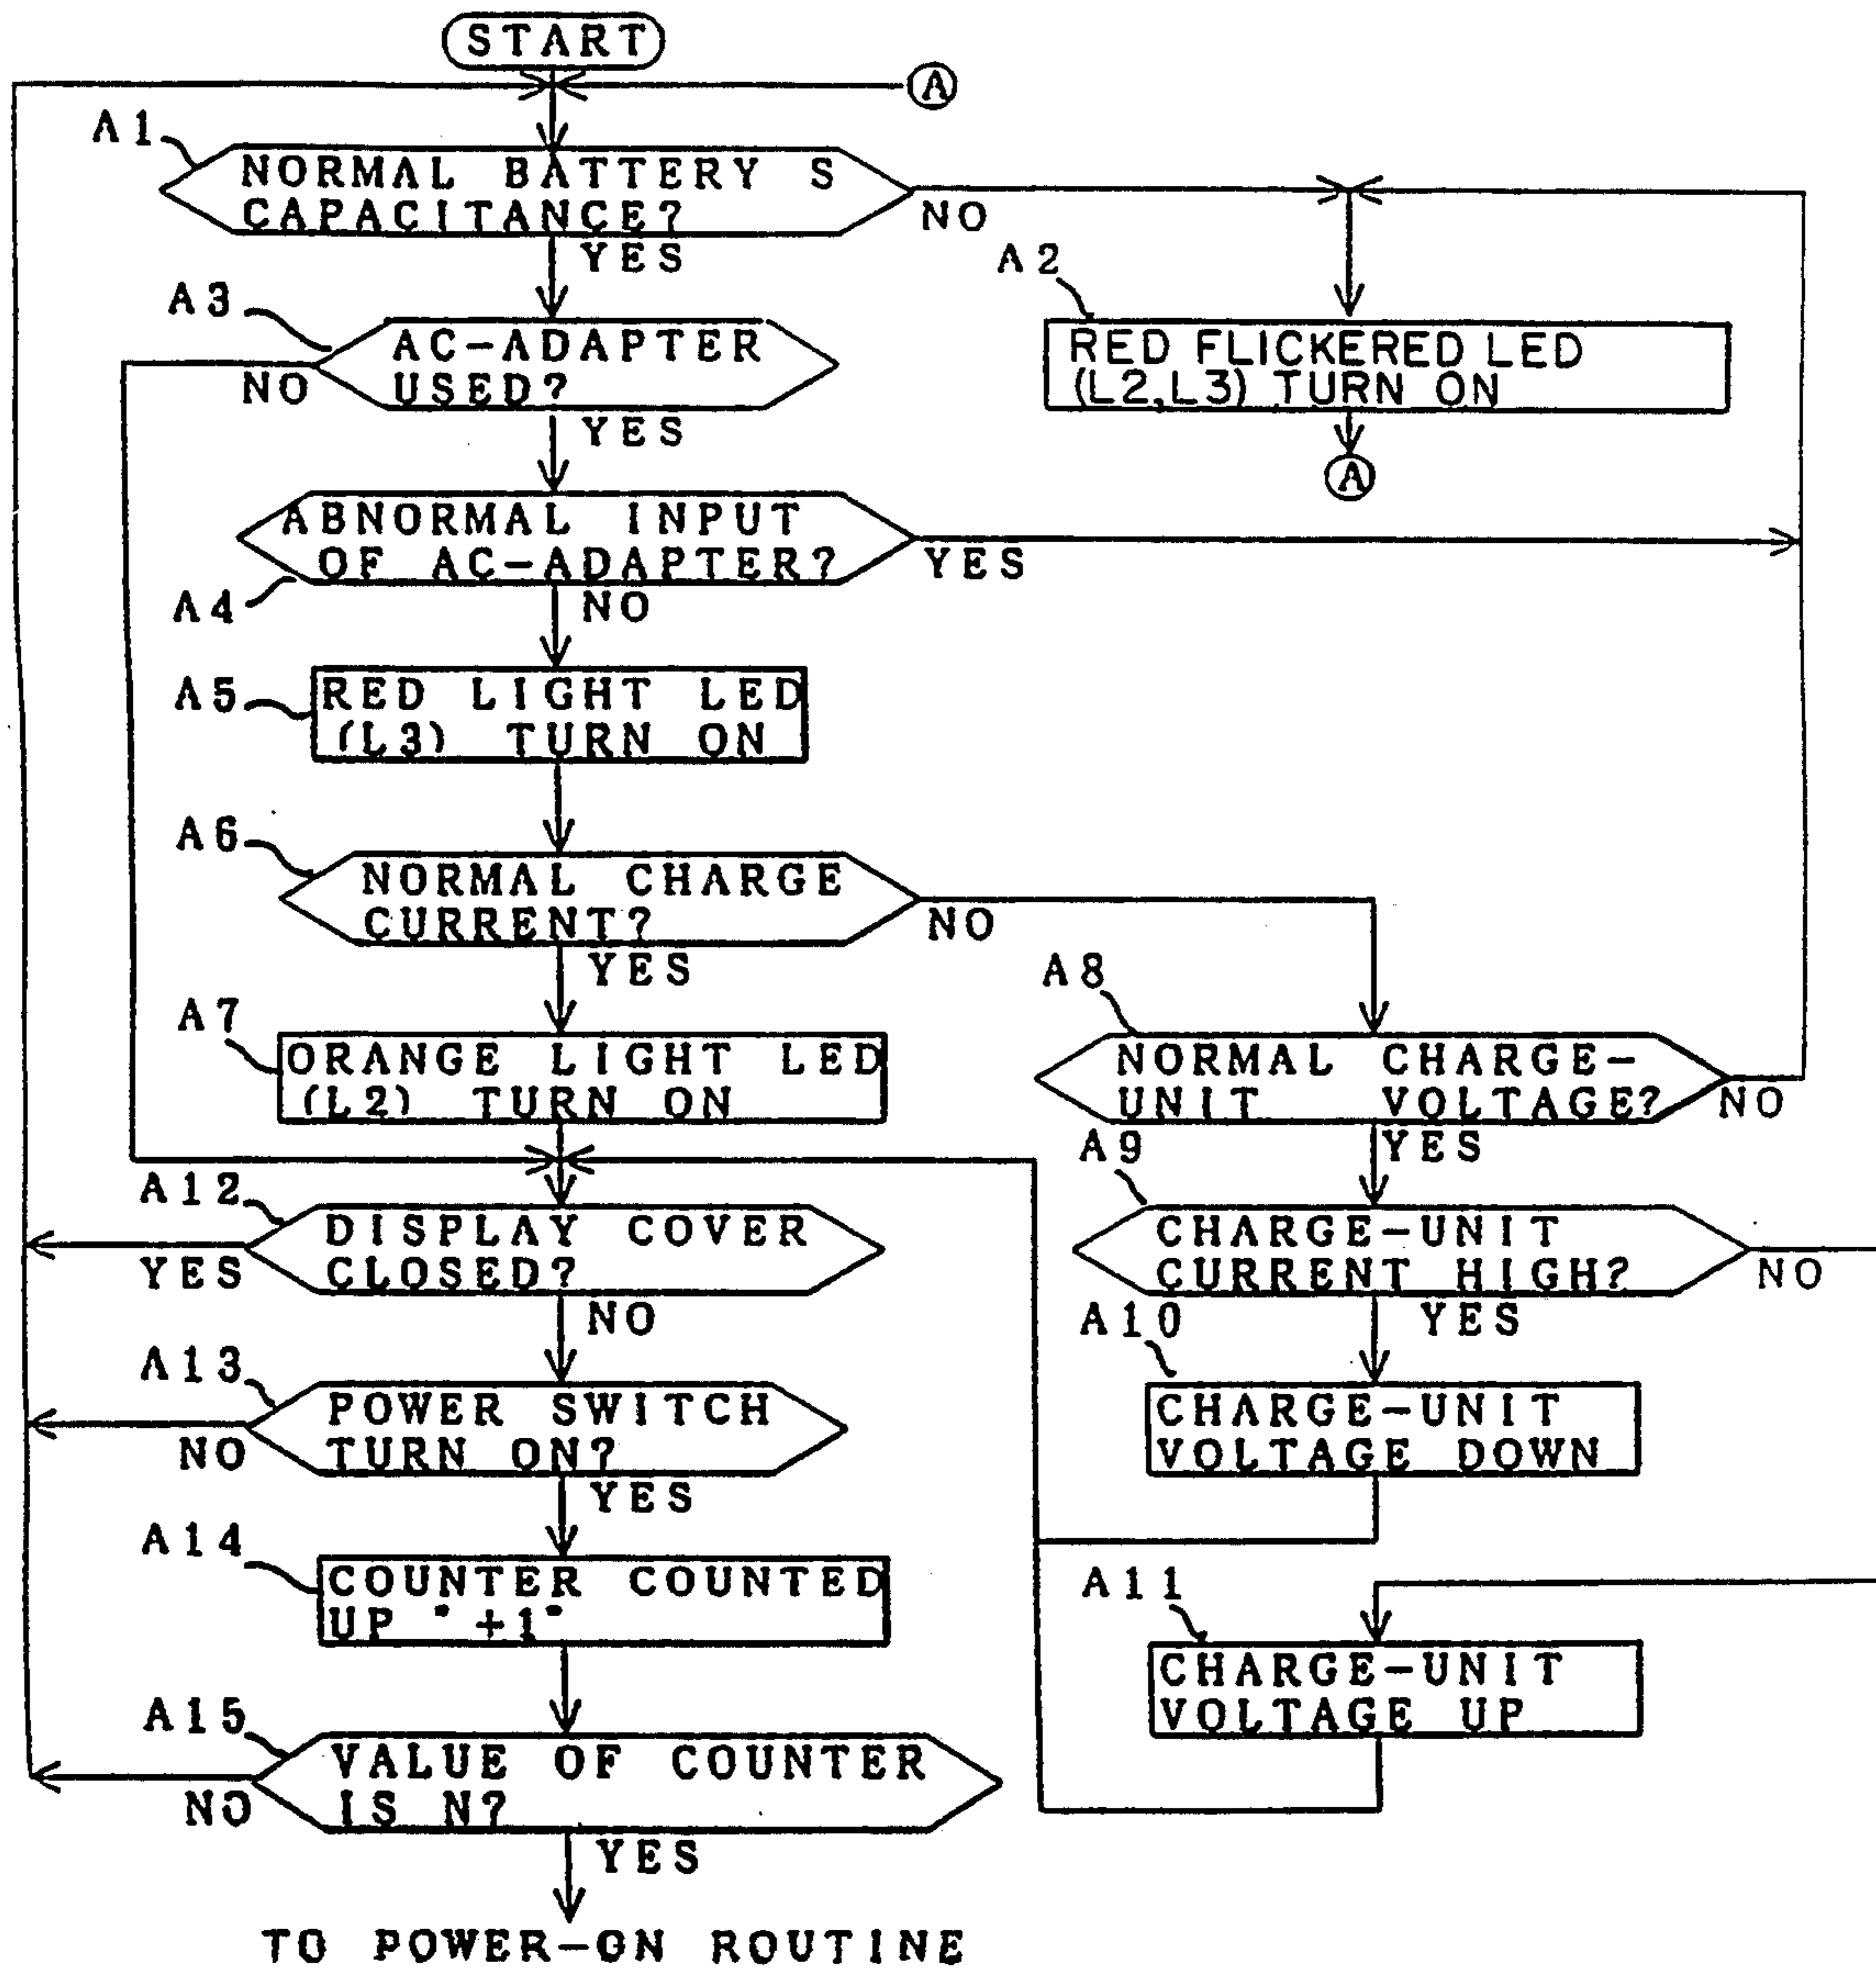 START
A
A1
NORMAL BATTERY S
CAPACITANCE?
NO
YES
A2
RED FLICKERED LED
(L2,L3) TURN ON
A
A3
AC-ADAPTER
USED?
NO
YES
ABNORMAL INPUT
OF AC-ADAPTER?
YES
A4
NO
A5
RED LIGHT LED
(L3) TURN ON
A6
NORMAL CHARGE
CURRENT?
NO
YES
A7
ORANGE LIGHT LED
(L2) TURN ON
A8
NORMAL CHARGE-
UNIT VOLTAGE?
NO
YES
A9
CHARGE-UNIT
CURRENT HIGH?
NO
YES
A10
CHARGE-UNIT
VOLTAGE DOWN
A11
CHARGE-UNIT
VOLTAGE UP
A12
DISPLAY COVER
CLOSED?
YES
NO
A13
POWER SWITCH
TURN ON?
NO
YES
A14
COUNTER COUNTED
UP "+1"
A15
VALUE OF COUNTER
IS N?
NO
YES
TO POWER-ON ROUTINE